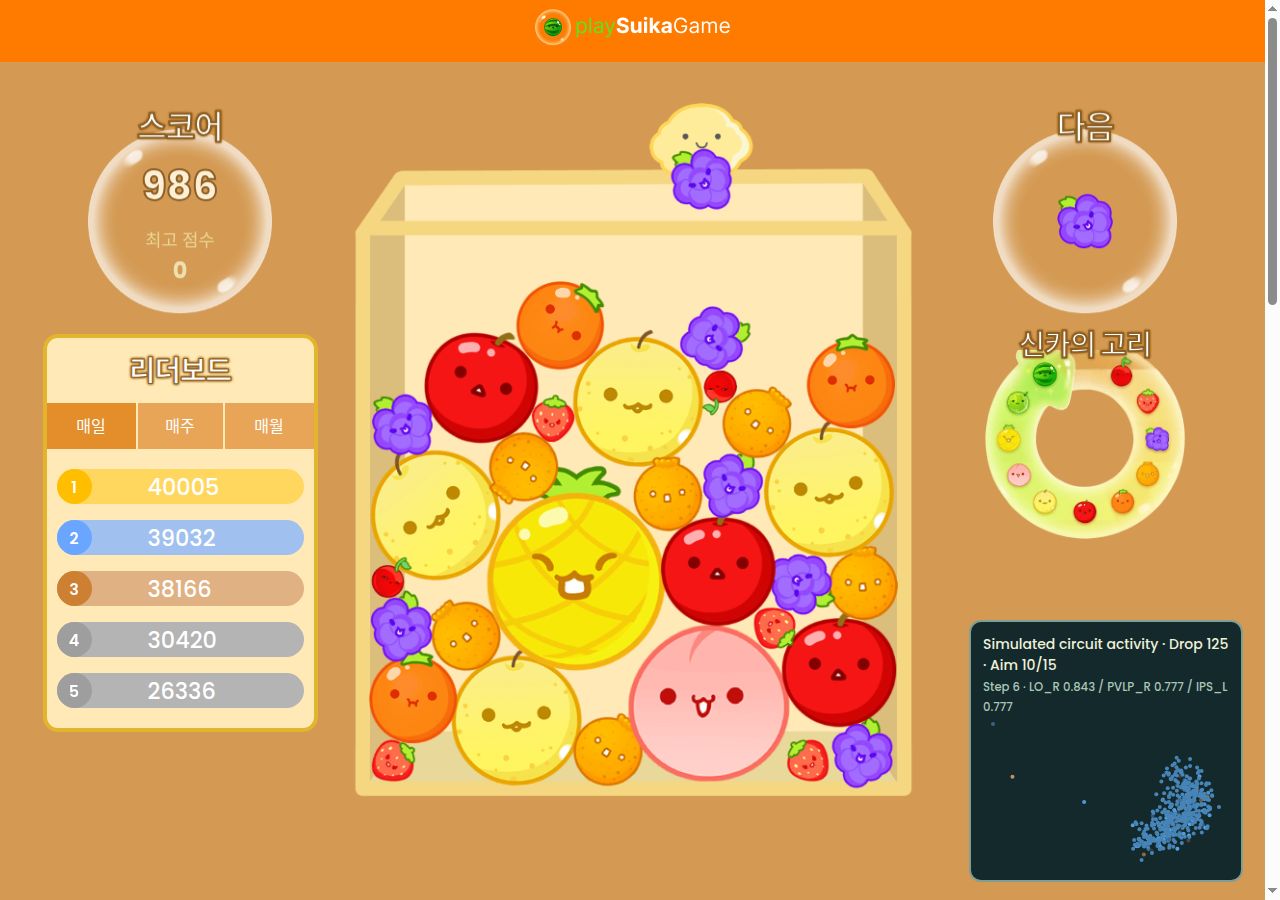 playSuikaGame
스코어
986
최고 점수
0
리더보드
매일 매주 매월
1 40005
2 39032
3 38166
4 30420
5 26336
다음
신카의 고리
Simulated circuit activity · Drop 125
· Aim 10/15
Step 6 · LO_R 0.843 / PVLP_R 0.777 / IPS_L
0.777